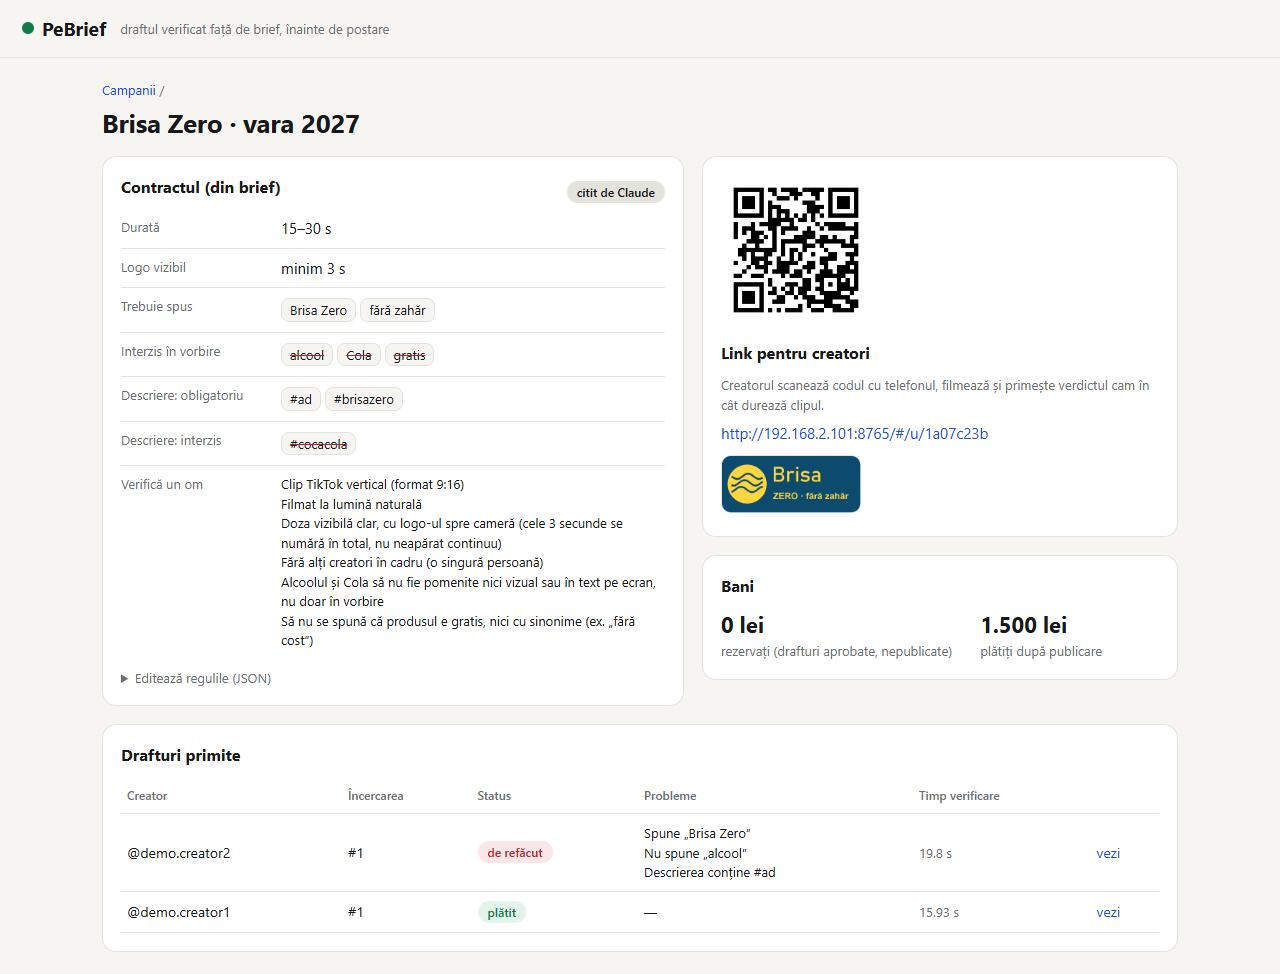 PeBrief draftul verificat față de brief, înainte de postare
Campanii /
Brisa Zero · vara 2027
Contractul (din brief)
citit de Claude
Durată 15–30 s
Logo vizibil minim 3 s
Trebuie spus Brisa Zero fără zahăr
Interzis în vorbire alcool Cola gratis
Descriere: obligatoriu #ad #brisazero
Descriere: interzis #cocacola
Verifică un om Clip TikTok vertical (format 9:16)
Filmat la lumină naturală
Doza vizibilă clar, cu logo-ul spre cameră (cele 3 secunde se
numără în total, nu neapărat continuu)
Fără alți creatori în cadru (o singură persoană)
Alcoolul și Cola să nu fie pomenite nici vizual sau în text pe ecran,
nu doar în vorbire
Să nu se spună că produsul e gratis, nici cu sinonime (ex. „fără
cost”)
▶ Editează regulile (JSON)
Link pentru creatori
Creatorul scanează codul cu telefonul, filmează și primește verdictul cam în
cât durează clipul.
http://192.168.2.101:8765/#/u/1a07c23b
Brisa
ZERO · fără zahăr
Bani
0 lei 1.500 lei
rezervați (drafturi aprobate, nepublicate) plătiți după publicare
Drafturi primite
Creator Încercarea Status Probleme Timp verificare
@demo.creator2 #1 de refăcut Spune „Brisa Zero”
Nu spune „alcool”
Descrierea conține #ad
19.8 s vezi
@demo.creator1 #1 plătit — 15.93 s vezi